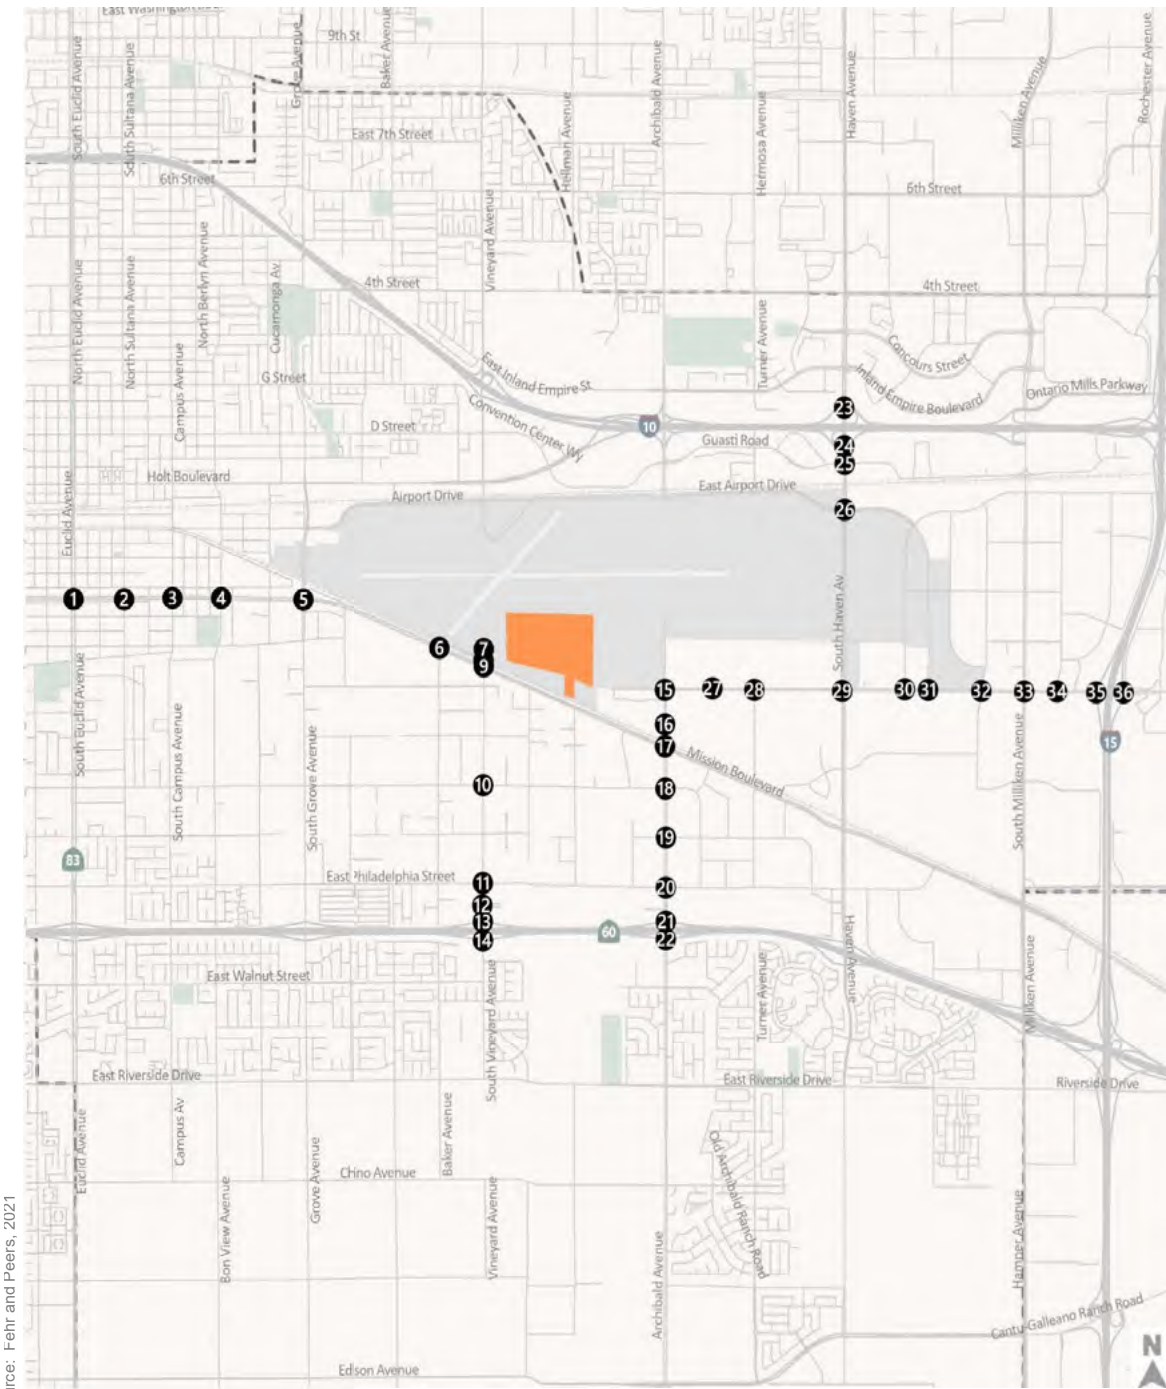 East Washington
9th St
South Euclid Avenue
South Sultana Avenue
Grove Avenue
Baker Avenue
Archibald Avenue
Haven Avenue
Milliken Avenue
Rochester Avenue
East 7th Street
Hellman Avenue
Hermosa Avenue
6th Street
6th Street
North Euclid Avenue
North Sultana Avenue
North Berlyn Avenue
Cucamonga Av
Vineyard Avenue
4th Street
4th Street
Campus Avenue
G Street
East Inland Empire St
Turner Avenue
Concours Street
Inland Empire Boulevard
Ontario Mills Parkway
D Street
Convention Center Wy
10
Guasti Road
23
24
25
Holt Boulevard
Airport Drive
East Airport Drive
26
Euclid Avenue
1
2
3
4
5
6
7
9
South Haven Av
15
27
28
29
30
31
32
33
34
35
36
South Euclid Avenue
South Campus Avenue
South Grove Avenue
16
17
Mission Boulevard
South Milliken Avenue
15
10
18
19
83
East Philadelphia Street
11
20
12
13
14
60
21
22
Haven Avenue
East Walnut Street
South Vineyard Avenue
Turner Avenue
Milliken Avenue
East Riverside Drive
East Riverside Drive
Riverside Drive
Euclid Avenue
Campus Av
Baker Avenue
Old Archibald Ranch Road
Chino Avenue
Bon View Avenue
Grove Avenue
Vineyard Avenue
Archibald Avenue
Hamner Avenue
Cantu-Galleano Ranch Road
Edison Avenue
N
urce: Fehr and Peers, 2021